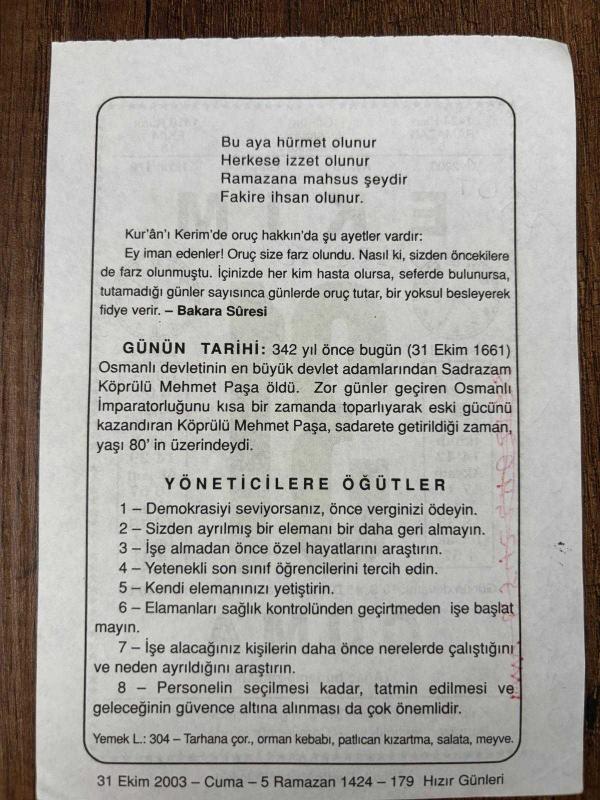 Bu aya hürmet olunur
Herkese izzet olunur
Ramazana mahsus şeydir
Fakire ihsan olunur.
Kur'ân'ı Kerim'de oruç hakkın'da şu ayetler vardır:
Ey iman edenler! Oruç size farz olundu. Nasıl ki, sizden öncekilere
de farz olunmuştu. İçinizde her kim hasta olursa, seferde bulunursa,
tutamadığı günler sayısınca günlerde oruç tutar, bir yoksul besleyerek
fidye verir. – Bakara Sûresi
GÜNÜN TARİHİ: 342 yıl önce bugün (31 Ekim 1661)
Osmanlı devletinin en büyük devlet adamlarından Sadrazam
Köprülü Mehmet Paşa öldü. Zor günler geçiren Osmanlı
İmparatorluğunu kısa bir zamanda toparlıyarak eski gücünü
kazandıran Köprülü Mehmet Paşa, sadarete getirildiği zaman,
yaşı 80' in üzerindeydi.
YÖNETİCİLERE ÖĞÜTLER
1 – Demokrasiyi seviyorsanız, önce verginizi ödeyin.
2 – Sizden ayrılmış bir elemanı bir daha geri almayın.
3 – İşe almadan önce özel hayatlarını araştırın.
4 – Yetenekli son sınıf öğrencilerini tercih edin.
5 – Kendi elemanınızı yetiştirin.
6 – Elamanları sağlık kontrolünden geçirtmeden işe başlat
mayın.
7 – İşe alacağınız kişilerin daha önce nerelerde çalıştığını
ve neden ayrıldığını araştırın.
8 – Personelin seçilmesi kadar, tatmin edilmesi ve
geleceğinin güvence altına alınması da çok önemlidir.
Yemek L.: 304 – Tarhana çor., orman kebabı, patlıcan kızartma, salata, meyve.
31 Ekim 2003 – Cuma – 5 Ramazan 1424 – 179 Hızır Günleri